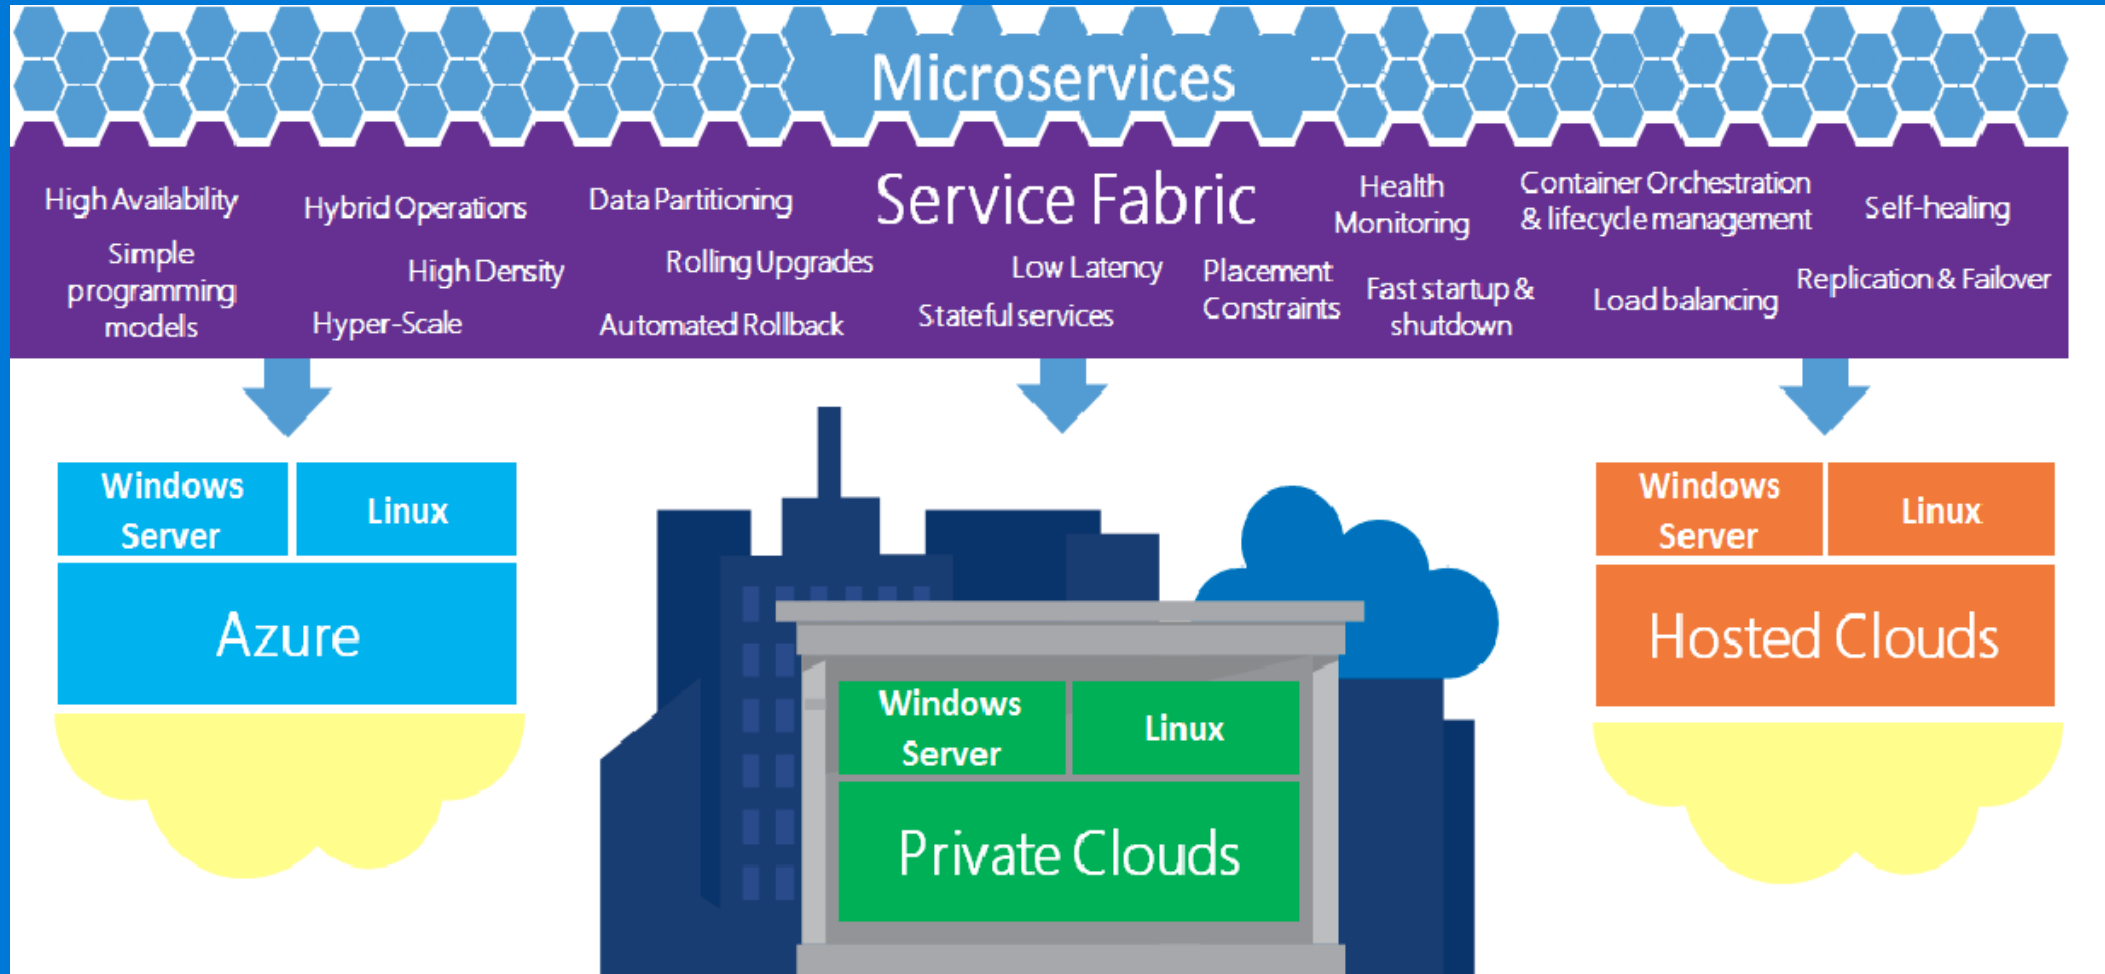 Microservices
Service Fabric
High Availability
Hybrid Operations
Data Partitioning
Health
Monitoring
Container Orchestration
& lifecycle management
Self-healing
Simple
programming
models
High Density
Rolling Upgrades
Low Latency
Placement
Constraints
Fast startup &
shutdown
Load balancing
Replication & Failover
Hyper-Scale
Automated Rollback
Stateful services
Windows
Server
Linux
Azure
Windows
Server
Linux
Private Clouds
Windows
Server
Linux
Hosted Clouds